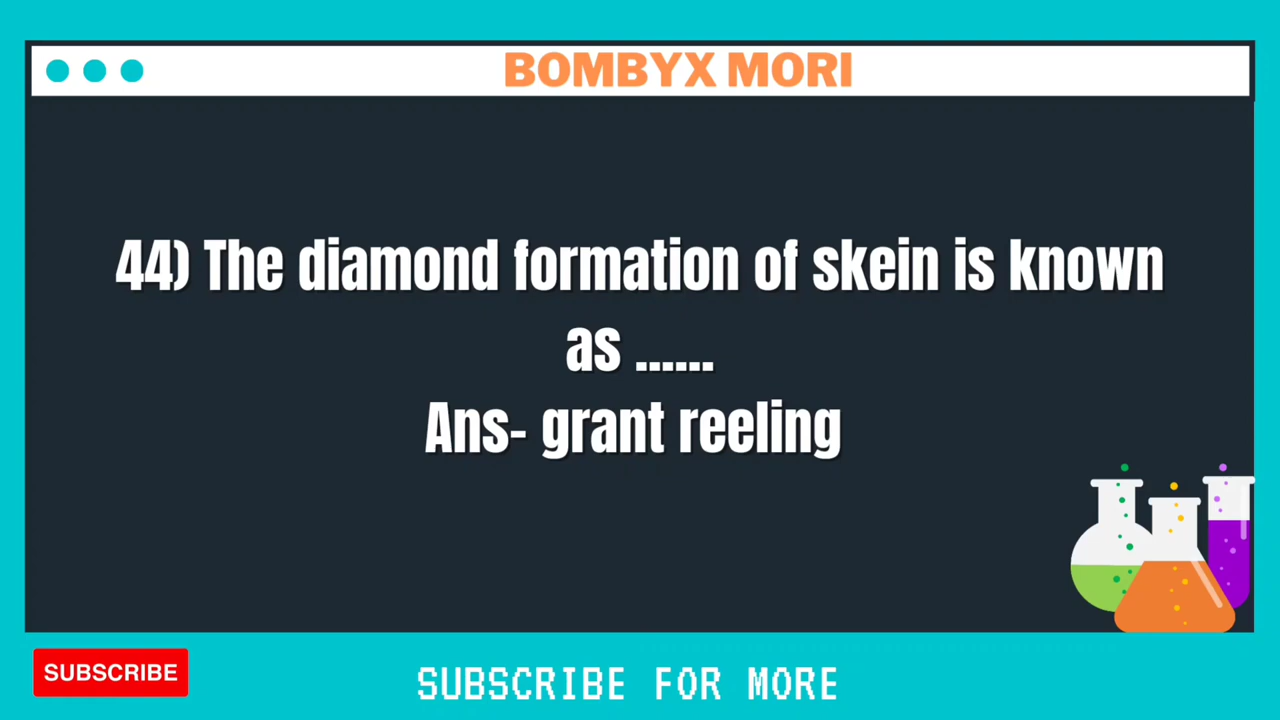 BOMBYX MORI
44) The diamond formation of skein is known
as ......
Ans- grant reeling
SUBSCRIBE
SUBSCRIBE FOR MORE